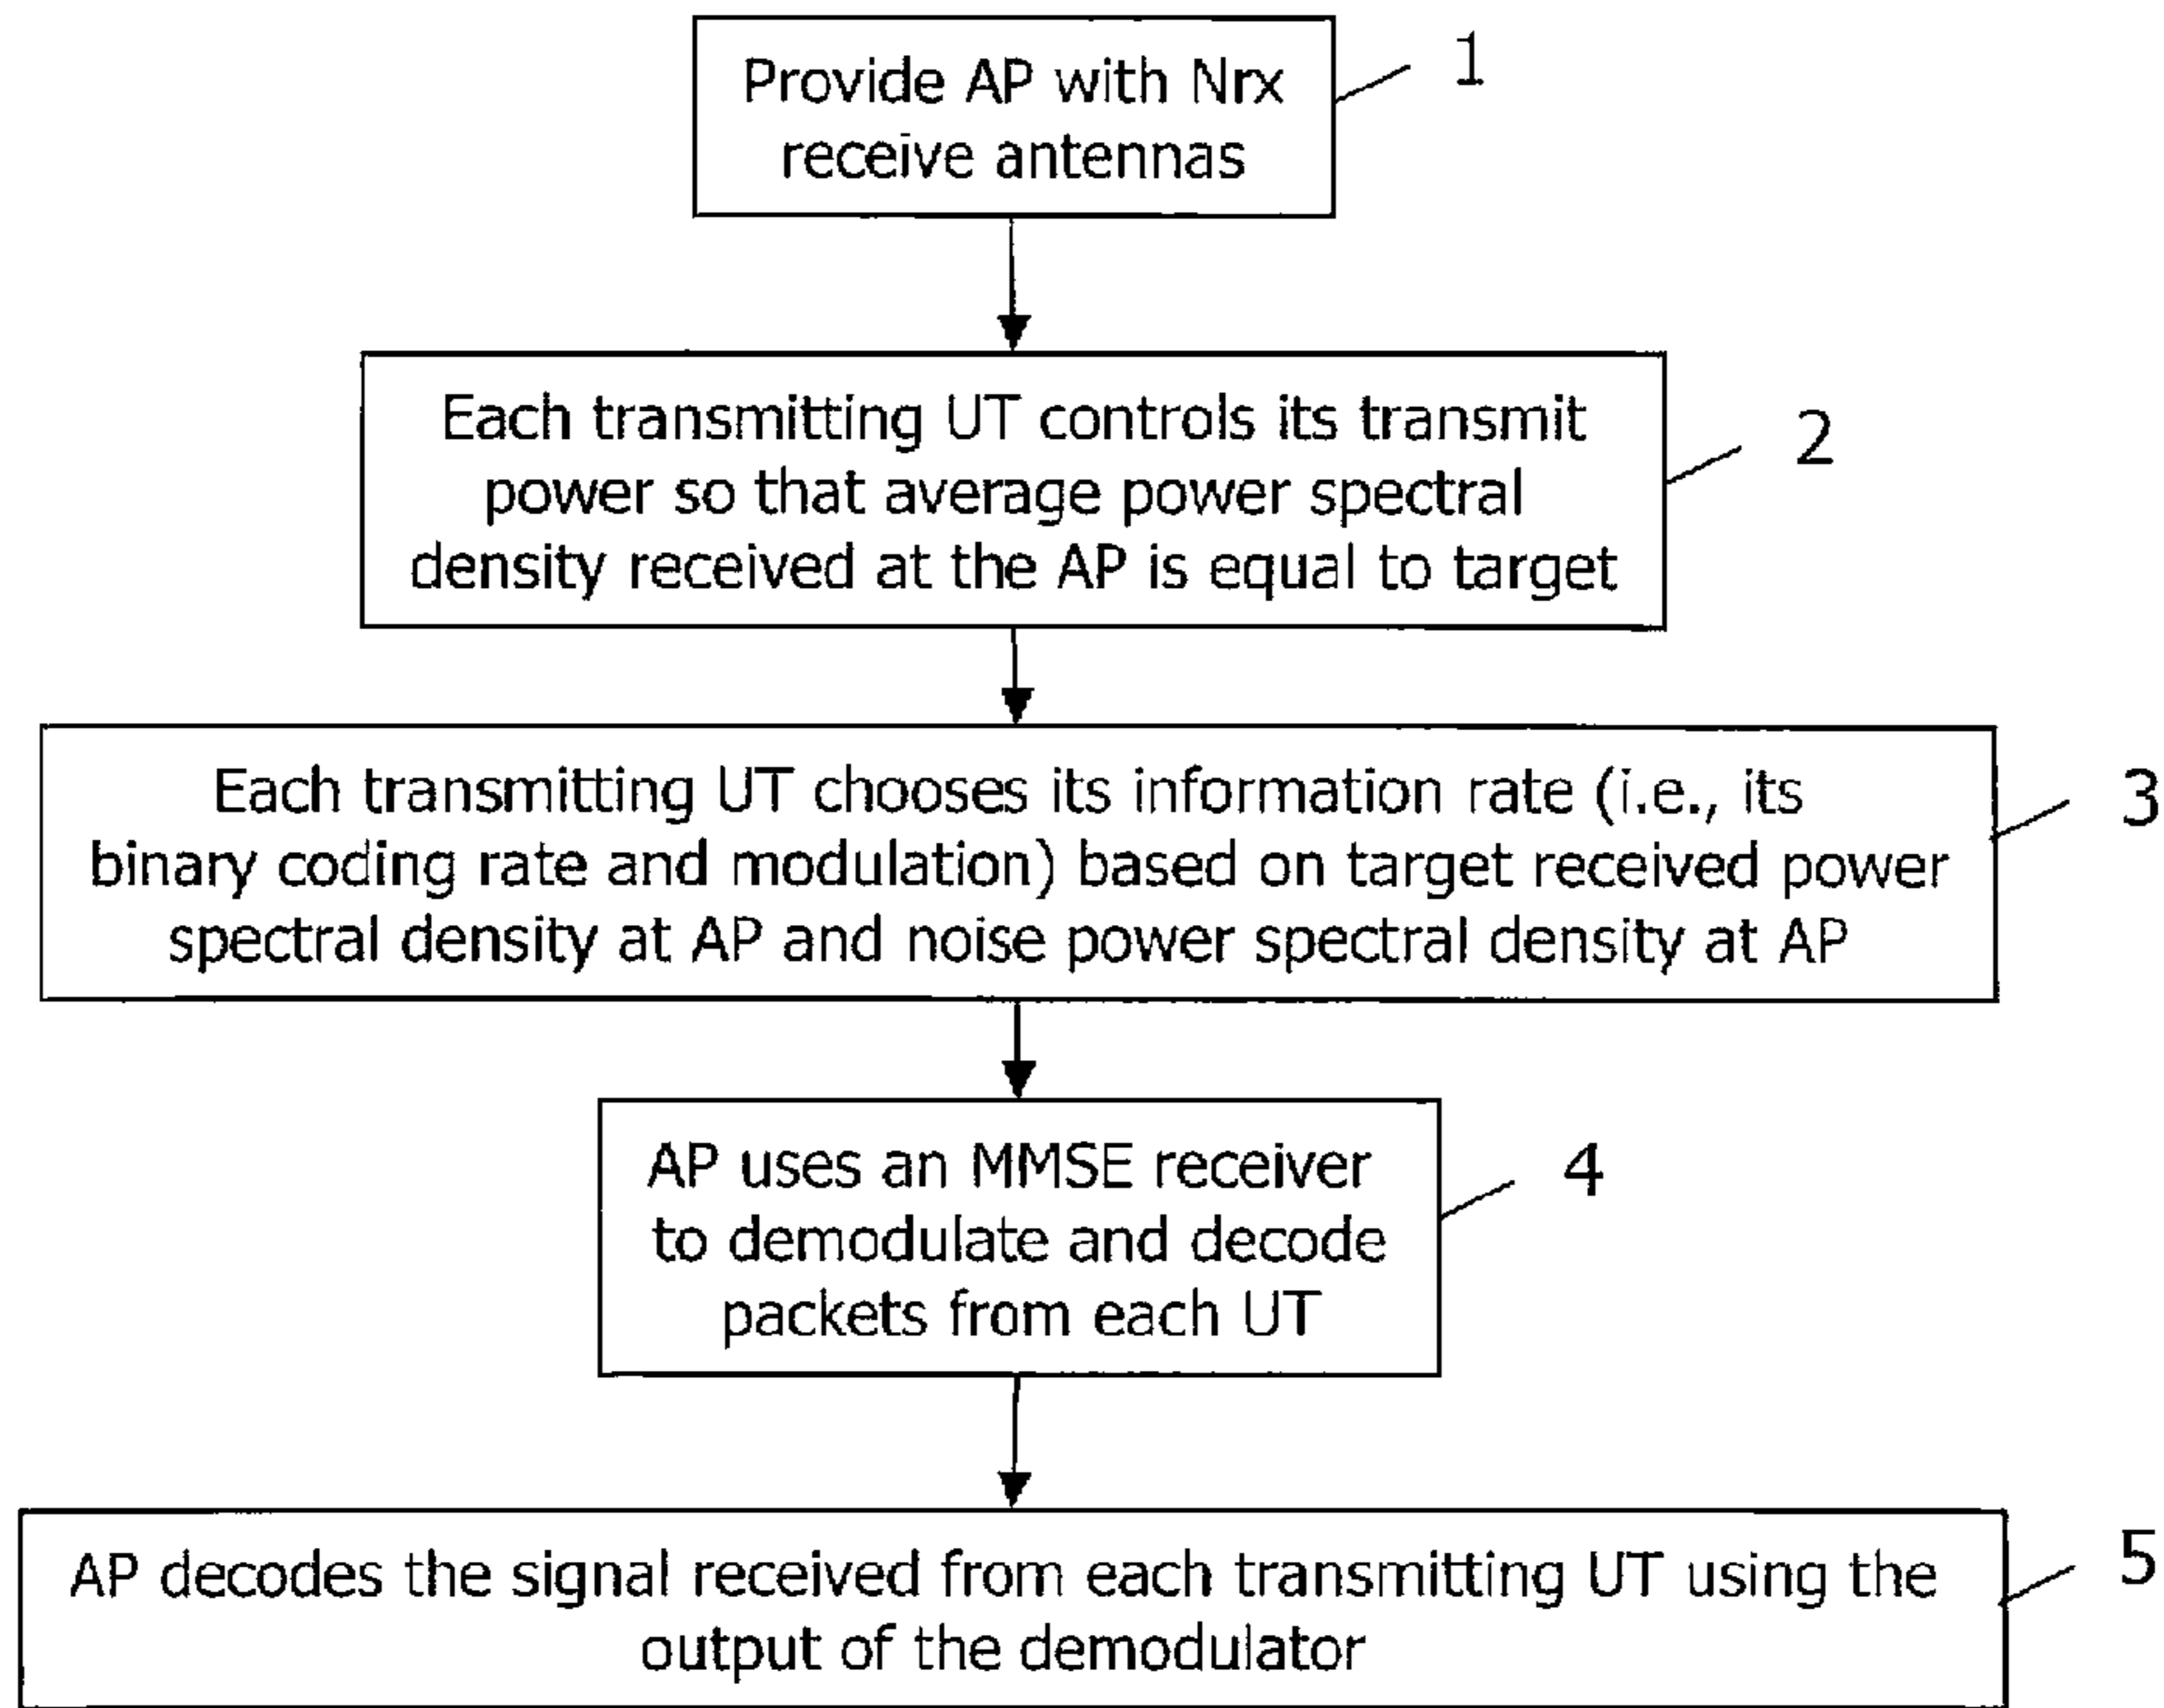 Provide AP with Nrx
receive antennas
1
Each transmitting UT controls its transmit
power so that average power spectral
density received at the AP is equal to target
2
Each transmitting UT chooses its information rate (i.e., its
binary coding rate and modulation) based on target received power
spectral density at AP and noise power spectral density at AP
3
AP uses an MMSE receiver
to demodulate and decode
packets from each UT
4
AP decodes the signal received from each transmitting UT using the
output of the demodulator
5